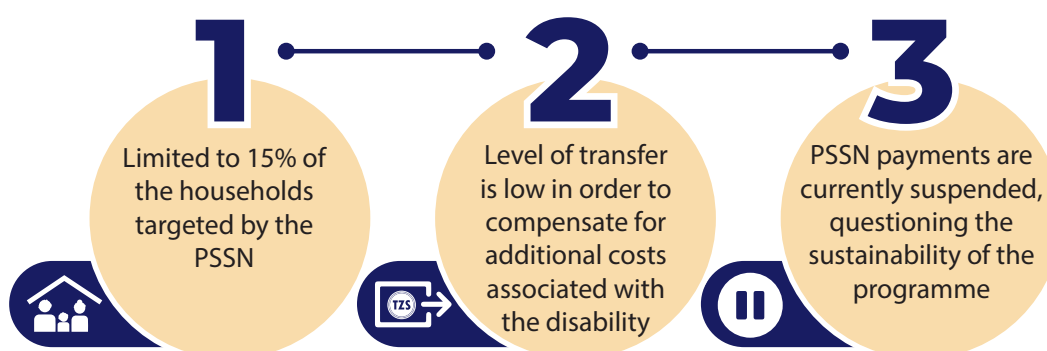 1
Limited to 15% of
the households
targeted by the
PSSN
2
Level of transfer
is low in order to
compensate for
additional costs
associated with
the disability
TZS
3
PSSN payments are
currently suspended,
questioning the
sustainability of the
programme